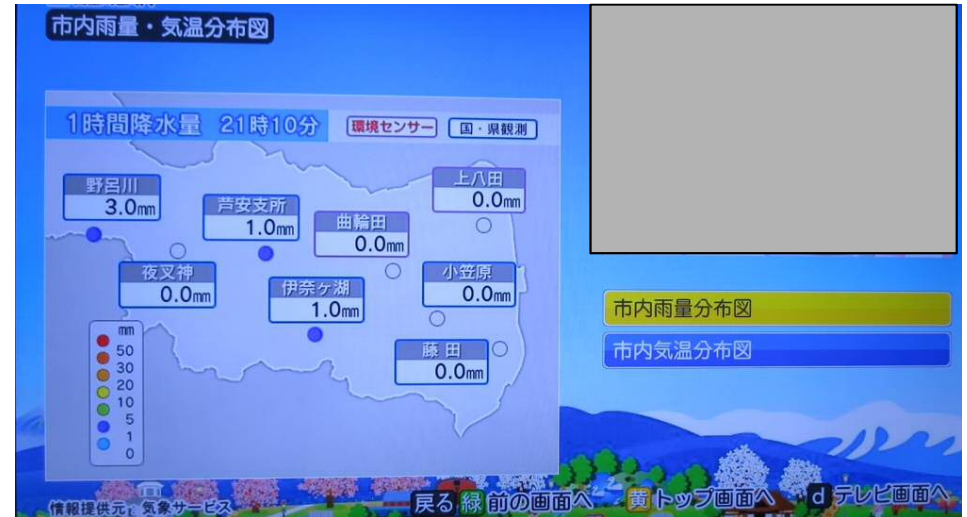 市内雨量・気温分布図
1時間降水量 21時10分 環境センサー 国・県観測
上八田
0.0mm
野呂川
3.0mm
芦安支所
1.0mm
曲輪田
0.0mm
夜叉神
0.0mm
伊奈ヶ湖
1.0mm
小笠原
0.0mm
藤田
0.0mm
mm
50
30
20
10
5
1
0
市内雨量分布図
市内気温分布図
情報提供元:気象サービス
戻る 緑 前の画面へ 黄 トップ画面へ d テレビ画面へ